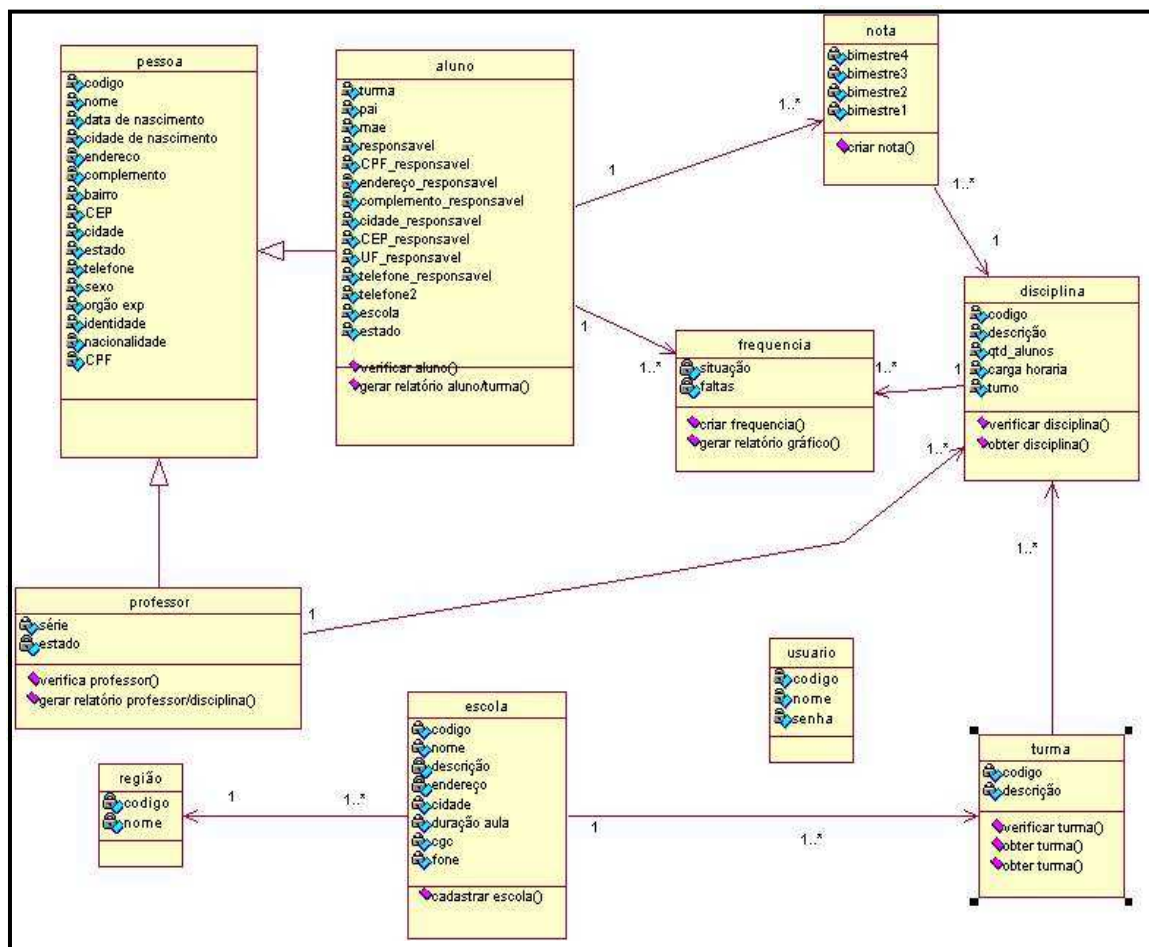 pessoa
codigo
nome
data de nascimento
cidade de nascimento
endereco
complemento
bairro
CEP
cidade
estado
telefone
sexo
orgão exp
identidade
nacionalidade
CPF
aluno
turma
pai
mae
responsavel
CPF_responsavel
endereço_responsavel
complemento_responsavel
cidade_responsavel
CEP_responsavel
UF_responsavel
telefone_responsavel
telefone2
escola
estado
verificar aluno()
gerar relatório aluno/turma()
nota
bimestre4
bimestre3
bimestre2
bimestre1
criar nota()
1..*
1
1..*
1
disciplina
codigo
descrição
qtd_alunos
carga horaria
turno
verificar disciplina()
obter disciplina()
1
1..*
frequencia
situação
faltas
criar frequencia()
gerar relatório gráfico()
1..*
1
1..*
1..*
1
professor
série
estado
verifica professor()
gerar relatório professor/disciplina()
usuario
codigo
nome
senha
escola
codigo
nome
descrição
endereço
cidade
duração aula
cgc
fone
cadastrar escola()
região
codigo
nome
1
1..*
1
1..*
turma
codigo
descrição
verificar turma()
obter turma()
obter turma()